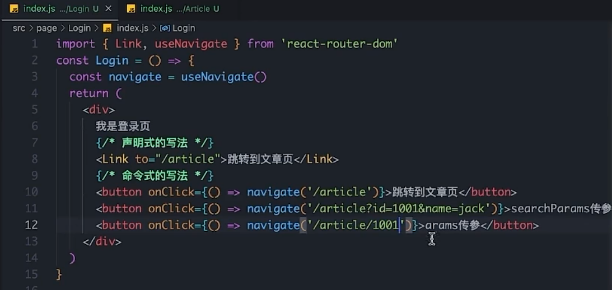 index.js .../Login U ×
index.js .../Article U
src > page > Login > index.js > Login
1 import { Link, useNavigate } from 'react-router-dom'
2 const Login = () => {
3 const navigate = useNavigate()
4 return (
5 <div>
6 我是登录页
7 {/* 声明式的写法 */}
8 <Link to="/article">跳转到文章页</Link>
9 {/* 命令式的写法 */}
10 <button onClick={() => navigate('/article')}>跳转到文章页</button>
11 <button onClick={() => navigate('/article?id=1001&name=jack')}>searchParams传参
12 <button onClick={() => navigate('/article/1001')}>arams传参</button>
13 </div>
14 )
15 }